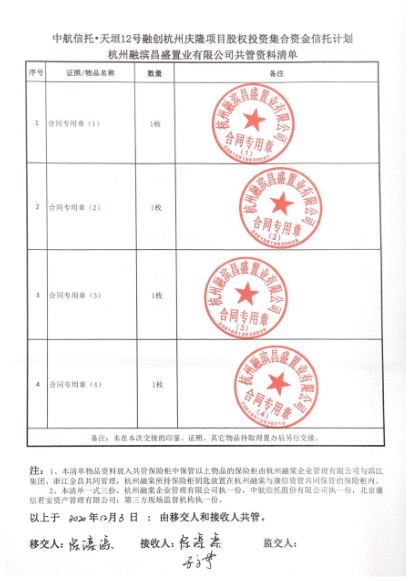 中航信托•天垣12号融创杭州庆隆项目股权投资集合资金信托计划
杭州融滨昌盛置业有限公司共管资料清单
序号 证照/物品名称 数量 备注
1 合同专用章（1） 1枚
杭州融滨昌盛置业有限公司
合同专用章
（1）
2 合同专用章（2） 1枚
杭州融滨昌盛置业有限公司
合同专用章
（2）
3 合同专用章（3） 1枚
杭州融滨昌盛置业有限公司
合同专用章
（3）
4 合同专用章（4） 1枚
杭州融滨昌盛置业有限公司
合同专用章
（4）
备注：未在本次交接的印鉴、证照、其它物品待取得置办后另行交接。
注：1、本清单物品资料放入共管保险柜中保管以上物品的保险柜由杭州融棠企业管理有限公司与滨江
集团、浙江金昌共同管理，杭州融棠所持保险柜钥匙放置在杭州融棠与康信资管共同保管的保险柜内。
2、本清单一式三份，杭州融棠企业管理有限公司执一份，中航信托股份有限公司执一份，北京康
信君安资产管理有限公司，第三方现场监督机构执一份。
以上于 2020年12月3日：由移交人和接收人共管。
移交人： 接收人： 监交人：